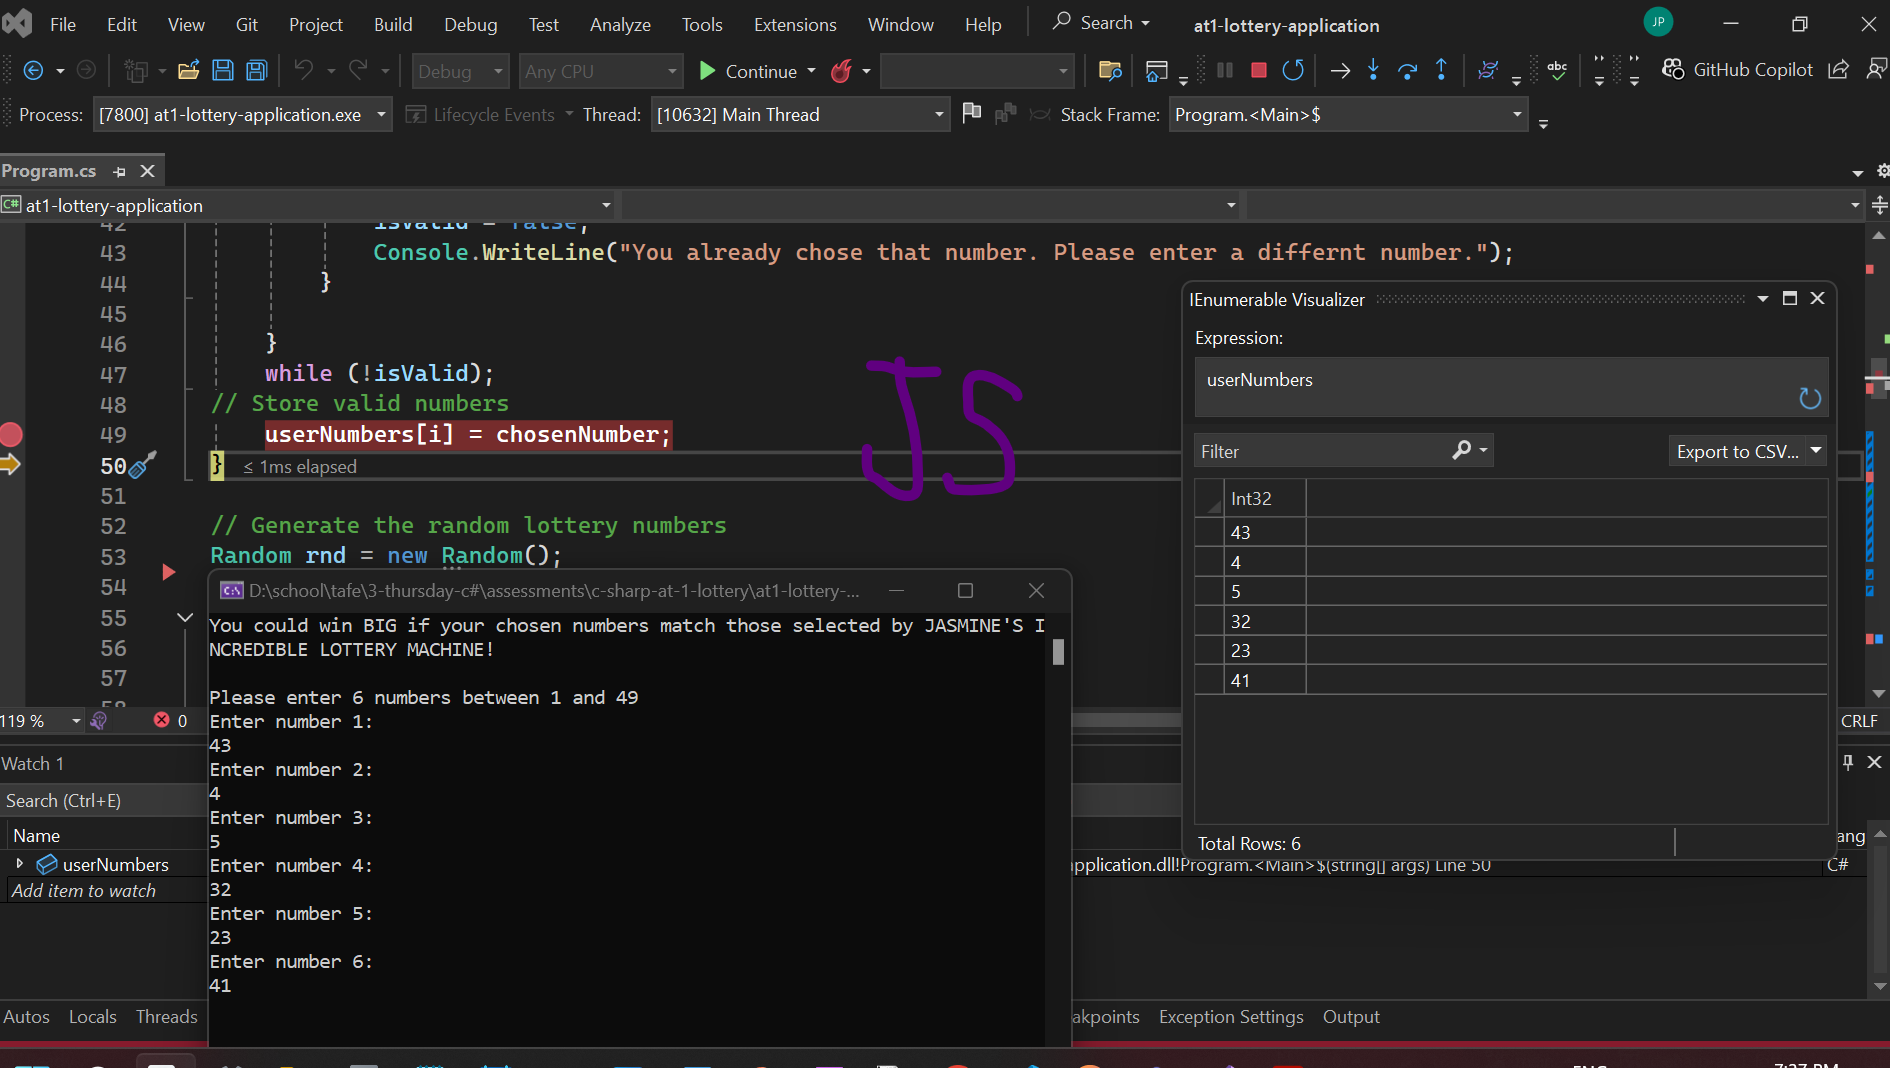 File Edit View Git Project Build Debug Test Analyze Tools Extensions Window Help Search at1-lottery-application JP
Debug Any CPU Continue GitHub Copilot
Process: [7800] at1-lottery-application.exe Lifecycle Events Thread: [10632] Main Thread Stack Frame: Program.<Main>$
Program.cs
C# at1-lottery-application
42 isValid = false;
43 Console.WriteLine("You already chose that number. Please enter a differnt number.");
44 }
45
46 }
47 while (!isValid);
48 // Store valid numbers
49 userNumbers[i] = chosenNumber;
50 } ≤ 1ms elapsed
51
52 // Generate the random lottery numbers
53 Random rnd = new Random();
54
55
56
57
58
JS
IEnumerable Visualizer
Expression:
userNumbers
Filter Export to CSV...
Int32
43
4
5
32
23
41
Total Rows: 6
D:\school\tafe\3-thursday-c#\assessments\c-sharp-at-1-lottery\at1-lottery-...
You could win BIG if your chosen numbers match those selected by JASMINE'S I
NCREDIBLE LOTTERY MACHINE!
Please enter 6 numbers between 1 and 49
Enter number 1:
43
Enter number 2:
4
Enter number 3:
5
Enter number 4:
32
Enter number 5:
23
Enter number 6:
41
119 % 0 CRLF
Watch 1
Search (Ctrl+E)
Name
userNumbers
Add item to watch
ang
application.dll!Program.<Main>$(string[] args) Line 50 C#
Autos Locals Threads akpoints Exception Settings Output
ENG 7:27 PM